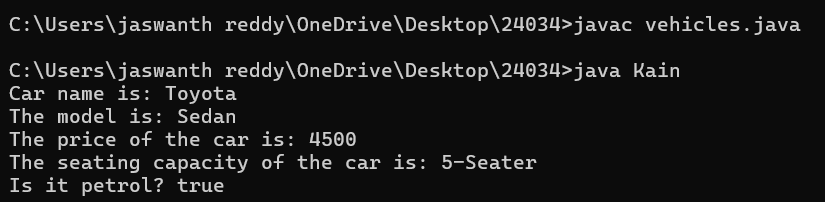 C:\Users\jaswanth reddy\OneDrive\Desktop\24034>javac vehicles.java
C:\Users\jaswanth reddy\OneDrive\Desktop\24034>java Kain
Car name is: Toyota
The model is: Sedan
The price of the car is: 4500
The seating capacity of the car is: 5-Seater
Is it petrol? true